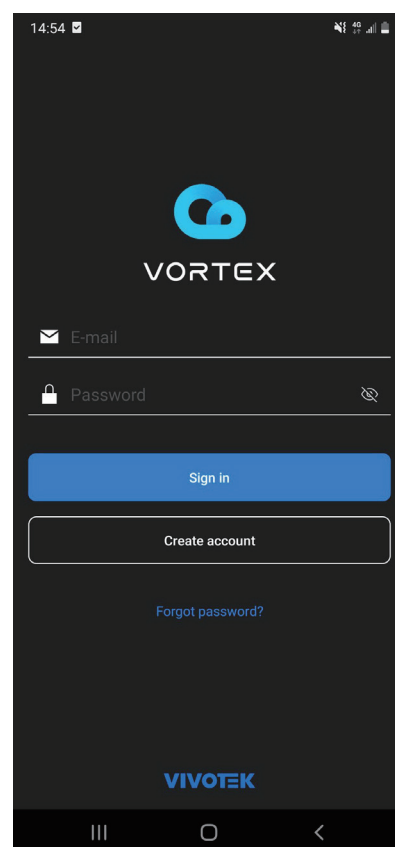 14:54
4G
VORTEX
E-mail
Password
Sign in
Create account
Forgot password?
VIVOTEK